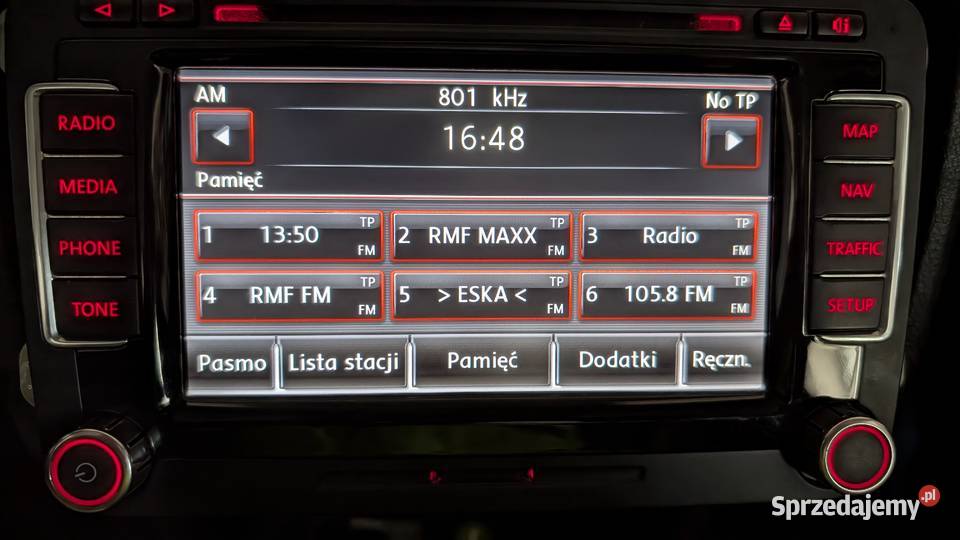 AM 801 kHz No TP
16:48
Pamięć
1 13:50 TP FM
2 RMF MAXX TP FM
3 Radio TP FM
4 RMF FM TP FM
5 > ESKA < TP FM
6 105.8 FM TP FM
Pasmo Lista stacji Pamięć Dodatki Ręczn.
RADIO
MEDIA
PHONE
TONE
MAP
NAV
TRAFFIC
SETUP
Sprzedajemy.pl